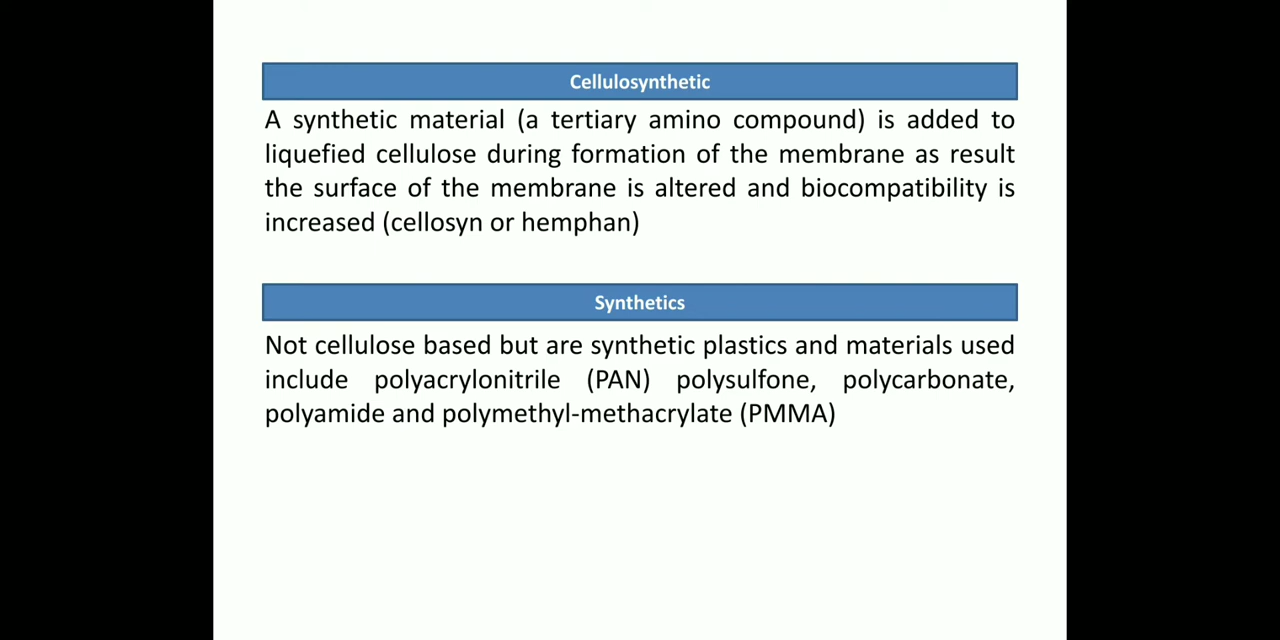 Cellulosynthetic
A synthetic material (a tertiary amino compound) is added to
liquefied cellulose during formation of the membrane as result
the surface of the membrane is altered and biocompatibility is
increased (cellosyn or hemphan)
Synthetics
Not cellulose based but are synthetic plastics and materials used
include polyacrylonitrile (PAN) polysulfone, polycarbonate,
polyamide and polymethyl-methacrylate (PMMA)